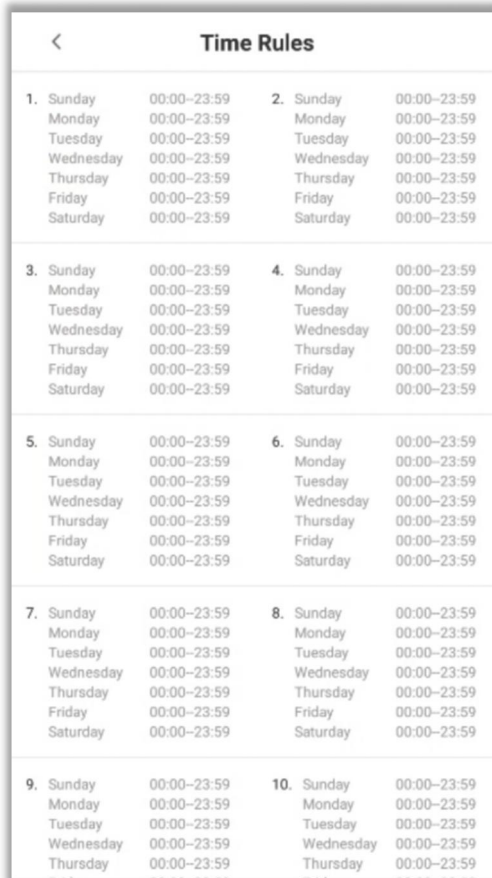 Time Rules
1. Sunday 00:00–23:59
Monday 00:00–23:59
Tuesday 00:00–23:59
Wednesday 00:00–23:59
Thursday 00:00–23:59
Friday 00:00–23:59
Saturday 00:00–23:59
2. Sunday 00:00–23:59
Monday 00:00–23:59
Tuesday 00:00–23:59
Wednesday 00:00–23:59
Thursday 00:00–23:59
Friday 00:00–23:59
Saturday 00:00–23:59
3. Sunday 00:00–23:59
Monday 00:00–23:59
Tuesday 00:00–23:59
Wednesday 00:00–23:59
Thursday 00:00–23:59
Friday 00:00–23:59
Saturday 00:00–23:59
4. Sunday 00:00–23:59
Monday 00:00–23:59
Tuesday 00:00–23:59
Wednesday 00:00–23:59
Thursday 00:00–23:59
Friday 00:00–23:59
Saturday 00:00–23:59
5. Sunday 00:00–23:59
Monday 00:00–23:59
Tuesday 00:00–23:59
Wednesday 00:00–23:59
Thursday 00:00–23:59
Friday 00:00–23:59
Saturday 00:00–23:59
6. Sunday 00:00–23:59
Monday 00:00–23:59
Tuesday 00:00–23:59
Wednesday 00:00–23:59
Thursday 00:00–23:59
Friday 00:00–23:59
Saturday 00:00–23:59
7. Sunday 00:00–23:59
Monday 00:00–23:59
Tuesday 00:00–23:59
Wednesday 00:00–23:59
Thursday 00:00–23:59
Friday 00:00–23:59
Saturday 00:00–23:59
8. Sunday 00:00–23:59
Monday 00:00–23:59
Tuesday 00:00–23:59
Wednesday 00:00–23:59
Thursday 00:00–23:59
Friday 00:00–23:59
Saturday 00:00–23:59
9. Sunday 00:00–23:59
Monday 00:00–23:59
Tuesday 00:00–23:59
Wednesday 00:00–23:59
Thursday 00:00–23:59
10. Sunday 00:00–23:59
Monday 00:00–23:59
Tuesday 00:00–23:59
Wednesday 00:00–23:59
Thursday 00:00–23:59